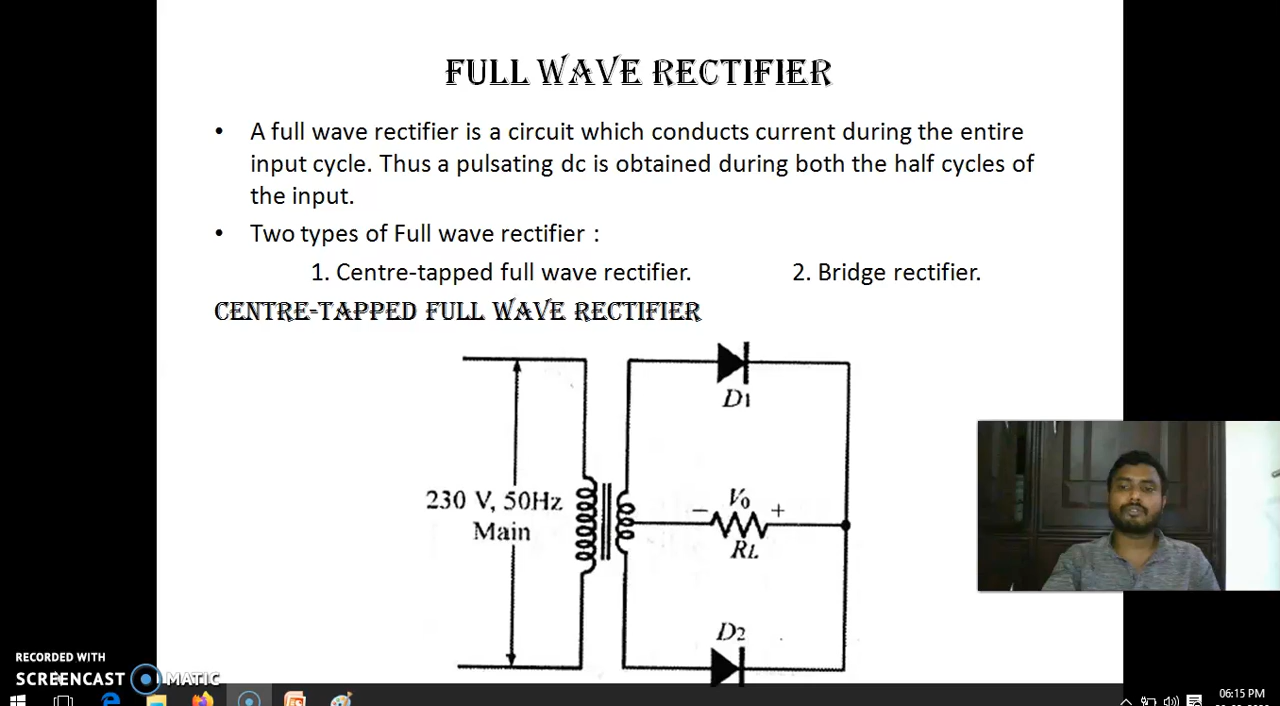 FULL WAVE RECTIFIER
• A full wave rectifier is a circuit which conducts current during the entire
input cycle. Thus a pulsating dc is obtained during both the half cycles of
the input.
• Two types of Full wave rectifier :
1. Centre-tapped full wave rectifier. 2. Bridge rectifier.
CENTRE-TAPPED FULL WAVE RECTIFIER
D1
230 V, 50Hz
Main
− V0 +
RL
D2
RECORDED WITH
SCREENCAST MATIC
06:15 PM